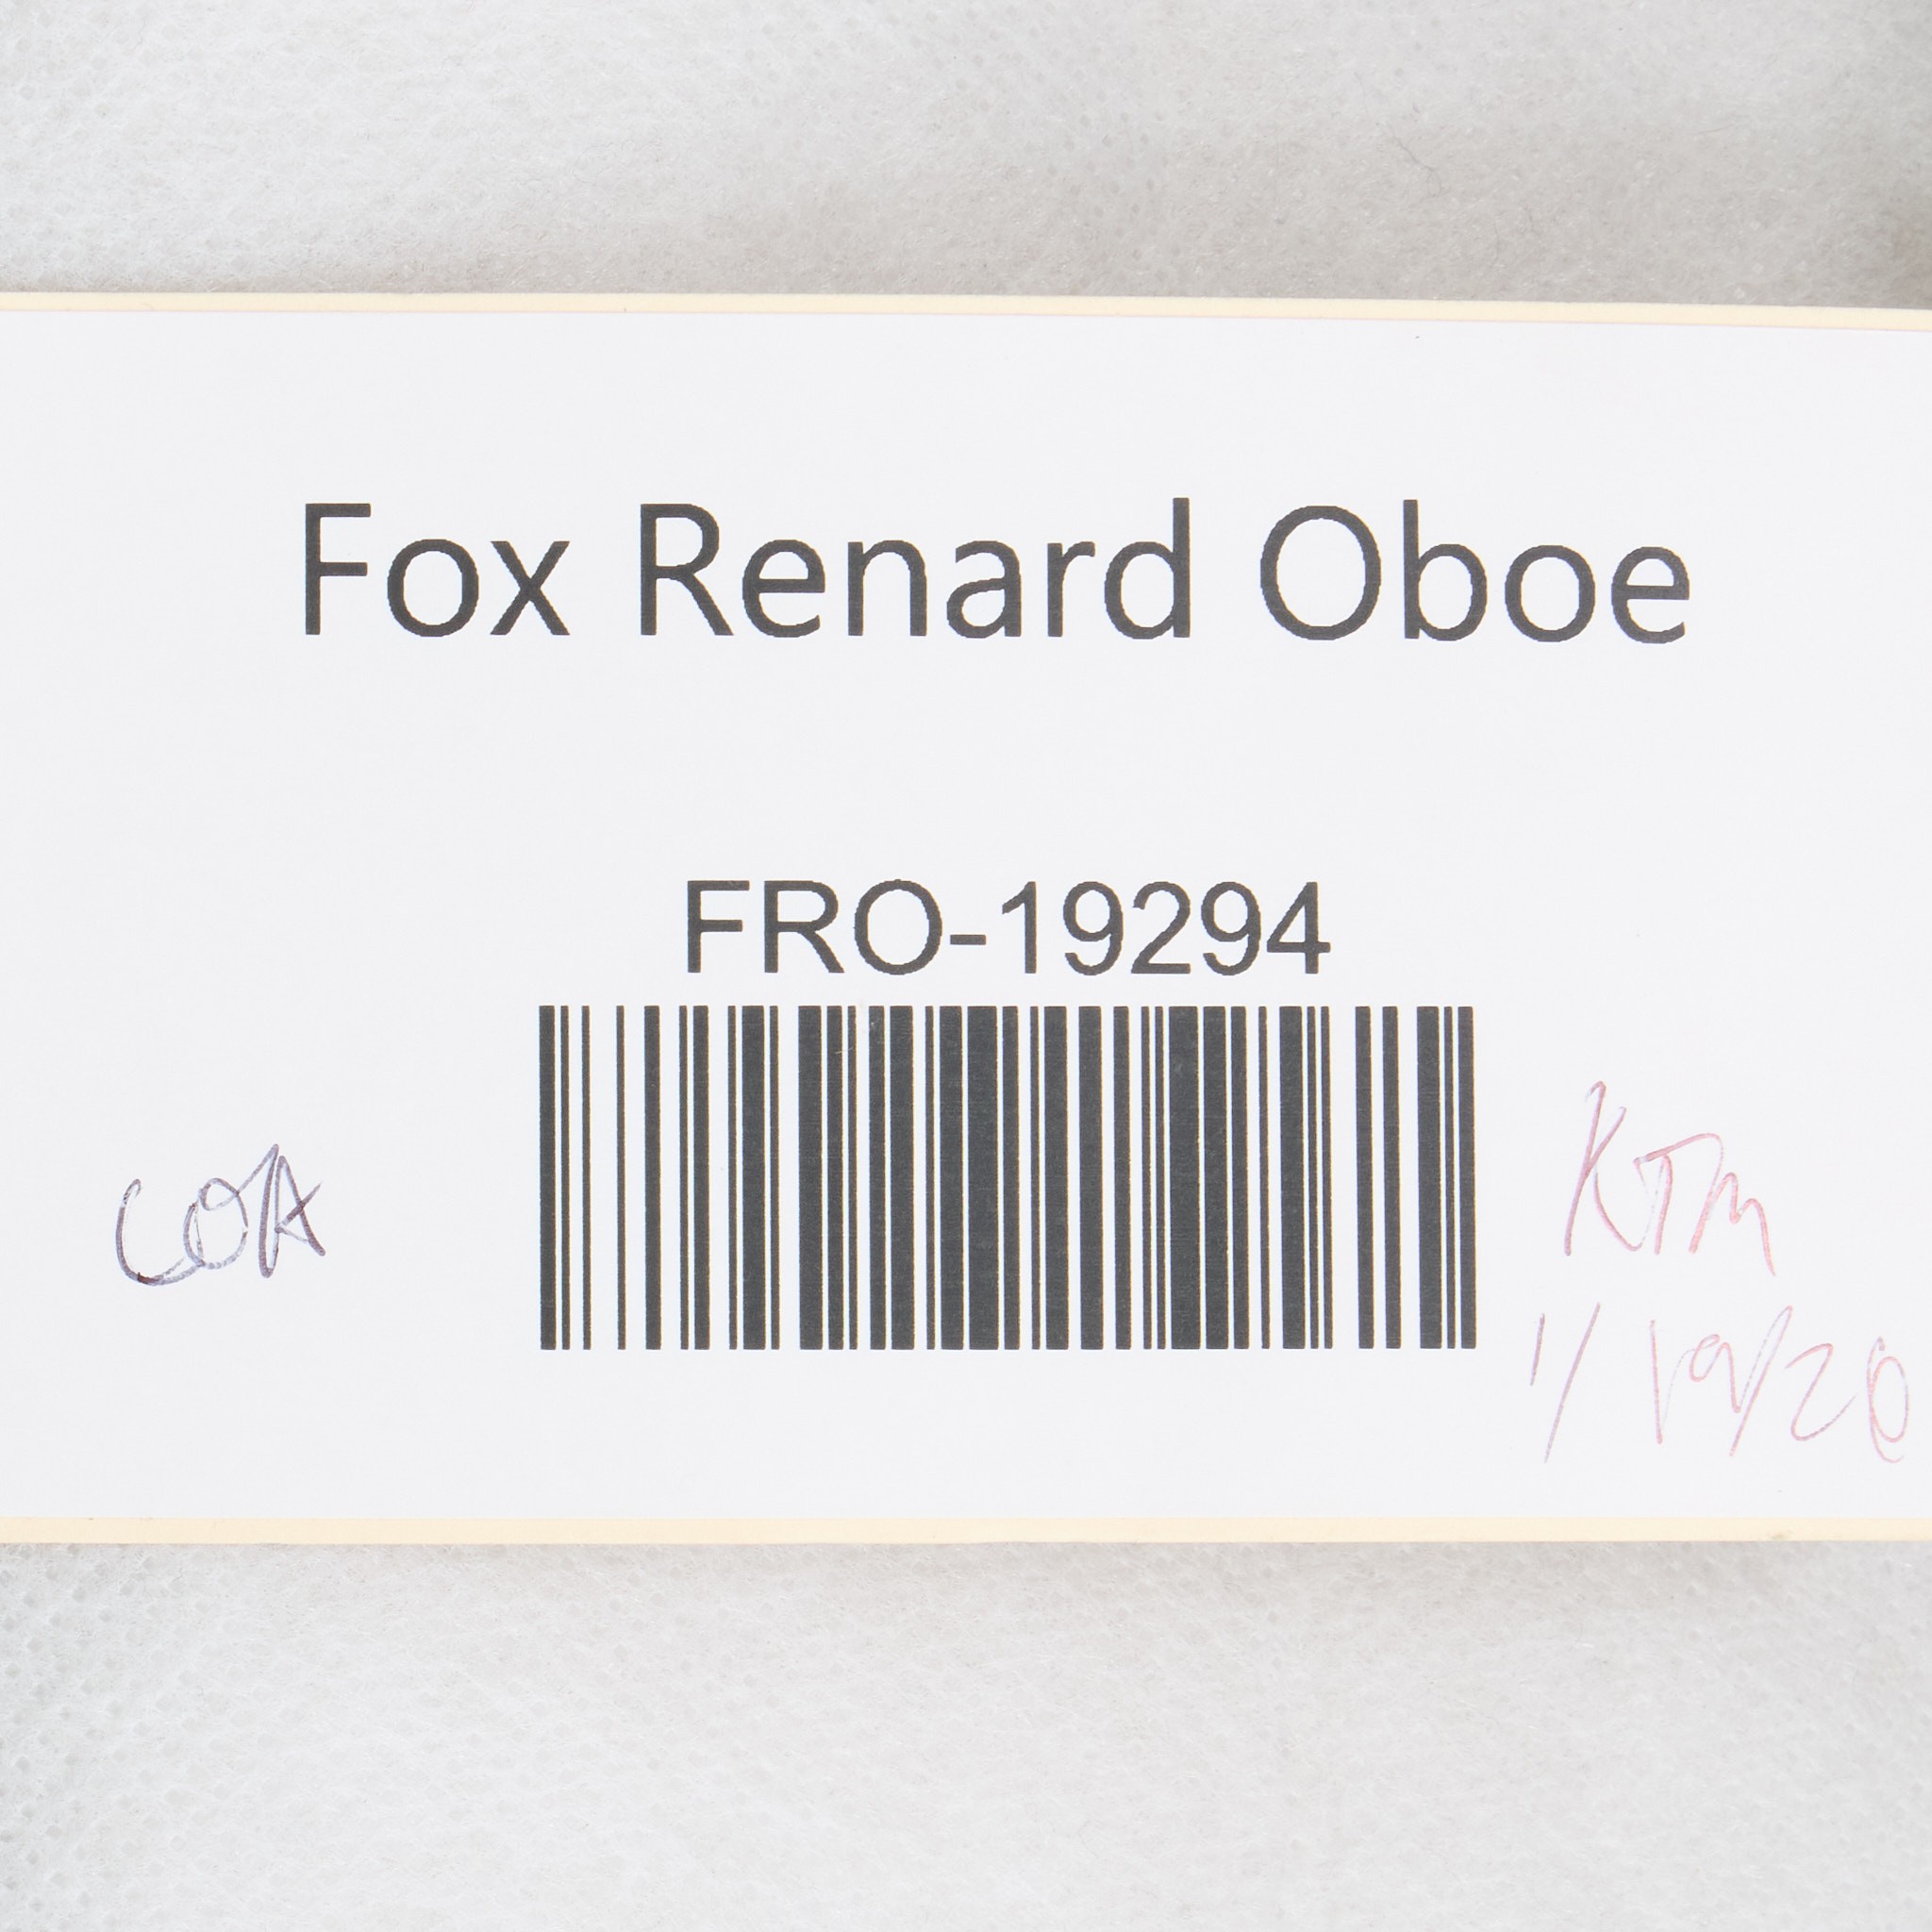 Fox Renard Oboe
FRO-19294
COA
KTM
1/19/20